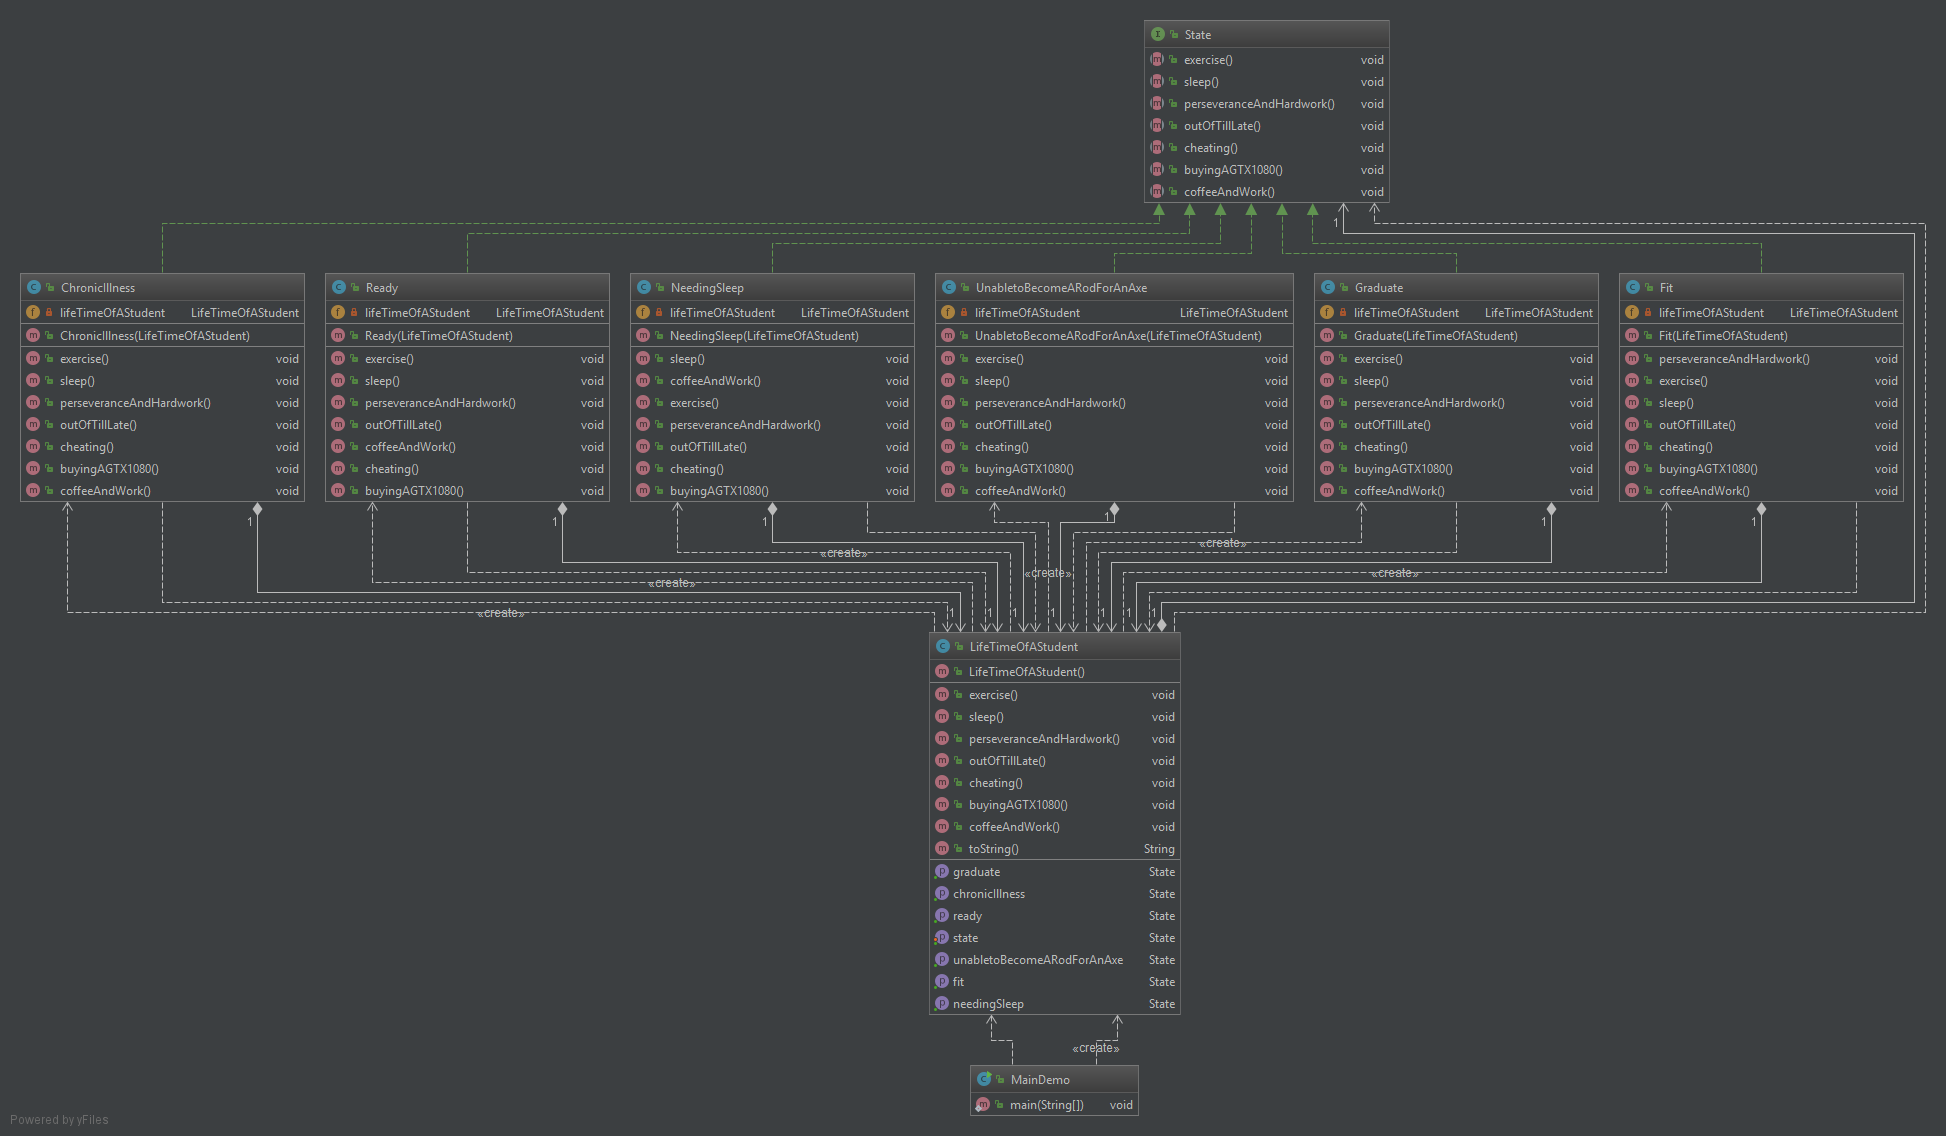 State
exercise() void
sleep() void
perseveranceAndHardwork() void
outOfTillLate() void
cheating() void
buyingAGTX1080() void
coffeeAndWork() void
1
ChronicIllness
lifeTimeOfAStudent LifeTimeOfAStudent
ChronicIllness(LifeTimeOfAStudent)
exercise() void
sleep() void
perseveranceAndHardwork() void
outOfTillLate() void
cheating() void
buyingAGTX1080() void
coffeeAndWork() void
Ready
lifeTimeOfAStudent LifeTimeOfAStudent
Ready(LifeTimeOfAStudent)
exercise() void
sleep() void
perseveranceAndHardwork() void
outOfTillLate() void
coffeeAndWork() void
cheating() void
buyingAGTX1080() void
NeedingSleep
lifeTimeOfAStudent LifeTimeOfAStudent
NeedingSleep(LifeTimeOfAStudent)
sleep() void
coffeeAndWork() void
exercise() void
perseveranceAndHardwork() void
outOfTillLate() void
cheating() void
buyingAGTX1080() void
UnabletoBecomeARodForAnAxe
lifeTimeOfAStudent LifeTimeOfAStudent
UnabletoBecomeARodForAnAxe(LifeTimeOfAStudent)
exercise() void
sleep() void
perseveranceAndHardwork() void
outOfTillLate() void
cheating() void
buyingAGTX1080() void
coffeeAndWork() void
Graduate
lifeTimeOfAStudent LifeTimeOfAStudent
Graduate(LifeTimeOfAStudent)
exercise() void
sleep() void
perseveranceAndHardwork() void
outOfTillLate() void
cheating() void
buyingAGTX1080() void
coffeeAndWork() void
Fit
lifeTimeOfAStudent LifeTimeOfAStudent
Fit(LifeTimeOfAStudent)
perseveranceAndHardwork() void
exercise() void
sleep() void
outOfTillLate() void
cheating() void
buyingAGTX1080() void
coffeeAndWork() void
1 1 1 1 1 1
«create»
«create»
«create» «create»
«create»
«create»
1 1 1 1 1 1 1
LifeTimeOfAStudent
LifeTimeOfAStudent()
exercise() void
sleep() void
perseveranceAndHardwork() void
outOfTillLate() void
cheating() void
buyingAGTX1080() void
coffeeAndWork() void
toString() String
graduate State
chronicIllness State
ready State
state State
unabletoBecomeARodForAnAxe State
fit State
needingSleep State
«create»
MainDemo
main(String[]) void
Powered by yFiles